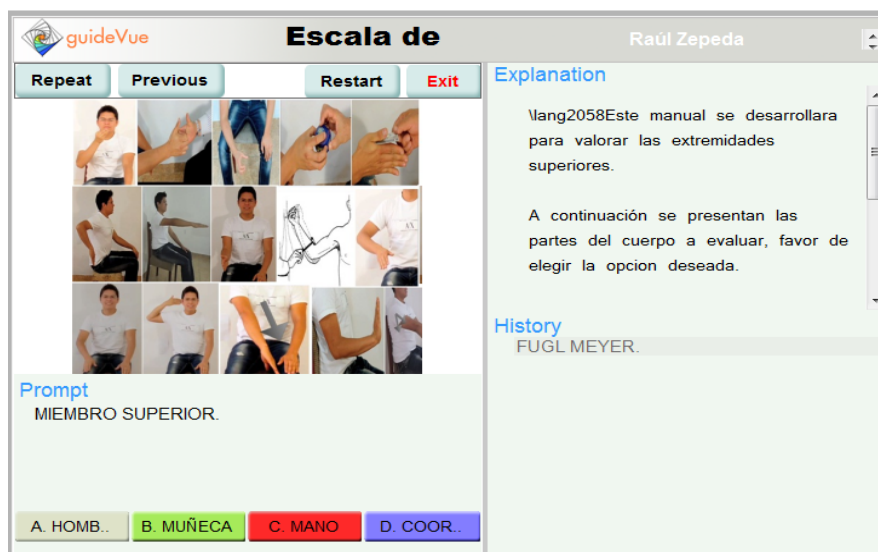 guideVue
Escala de
Raúl Zepeda
Repeat
Previous
Restart
Exit
Explanation
\lang2058Este manual se desarrollara
para valorar las extremidades
superiores.
A continuación se presentan las
partes del cuerpo a evaluar, favor de
elegir la opcion deseada.
History
FUGL MEYER.
Prompt
MIEMBRO SUPERIOR.
A. HOMB..
B. MUÑECA
C. MANO
D. COOR..